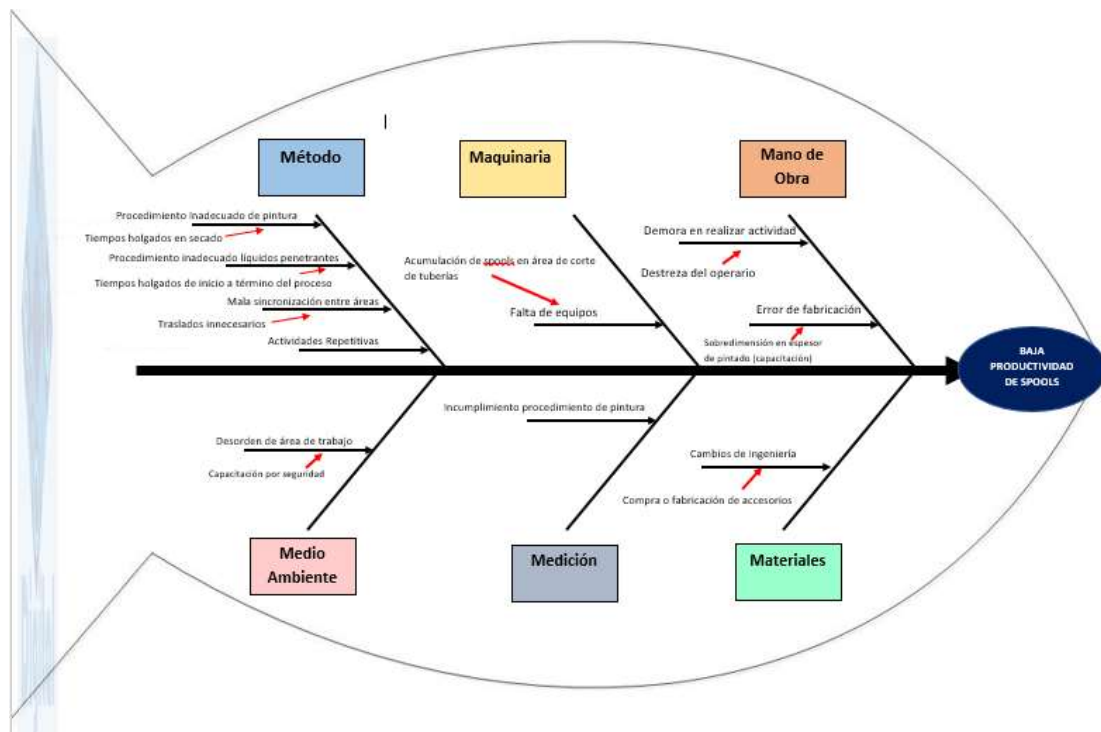 Método
Maquinaria
Mano de
Obra
Procedimiento Inadecuado de pintura
Tiempos holgados en secado
Procedimiento inadecuado líquidos penetrantes
Tiempos holgados de inicio a término del proceso
Mala sincronización entre áreas
Traslados innecesarios
Actividades Repetitivas
Acumulación de spools en área de corte
de tuberías
Falta de equipos
Demora en realizar actividad
Destreza del operario
Error de fabricación
Sobredimensión en espesor
de pintado (capacitación)
BAJA
PRODUCTIVIDAD
DE SPOOLS
Desorden de área de trabajo
Capacitación por seguridad
Incumplimiento procedimiento de pintura
Cambios de ingeniería
Compra o fabricación de accesorios
Medio
Ambiente
Medición
Materiales